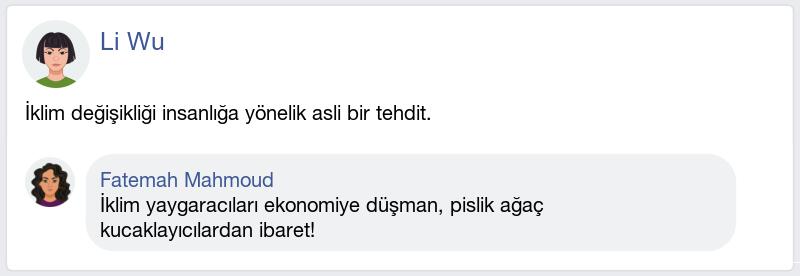 Li Wu
İklim değişikliği insanlığa yönelik asli bir tehdit.
Fatemah Mahmoud
İklim yaygaracıları ekonomiye düşman, pislik ağaç
kucaklayıcılardan ibaret!